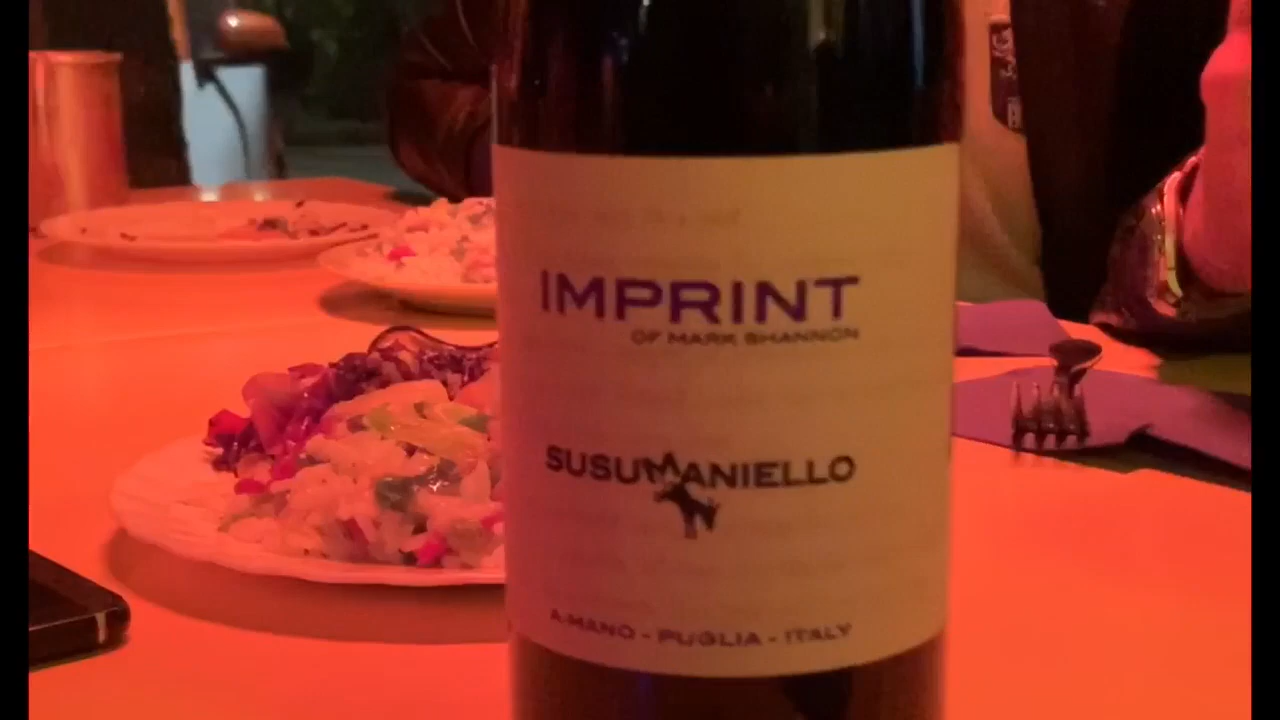 IMPRINT
OF MARK SHANNON
SUSUMANIELLO
A MANO - PUGLIA - ITALY